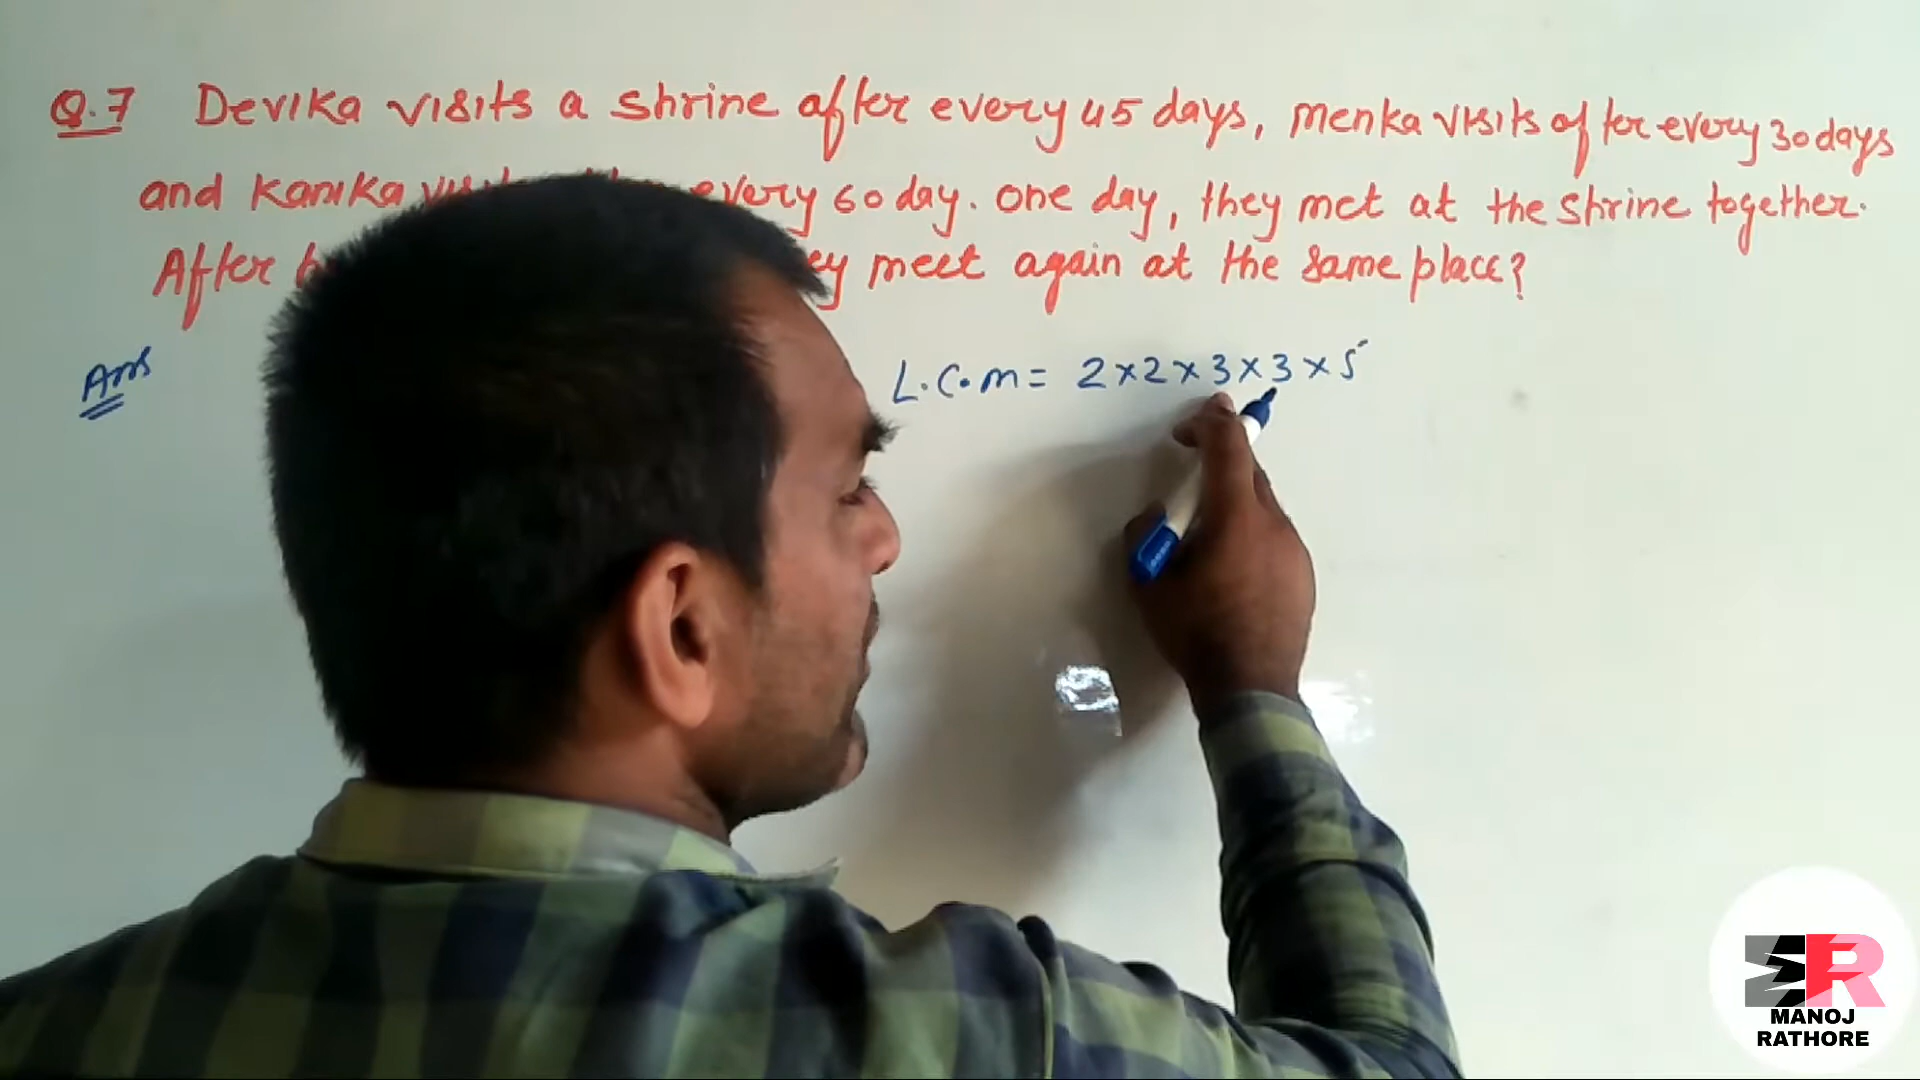 Q.7 Devika visits a shrine after every 45 days, Menka visits after every 30 days
and Kanika every 60 day. one day, they met at the shrine together.
After meet again at the same place?
Ans
L.C.M = 2×2×3×3×5
MANOJ
RATHORE